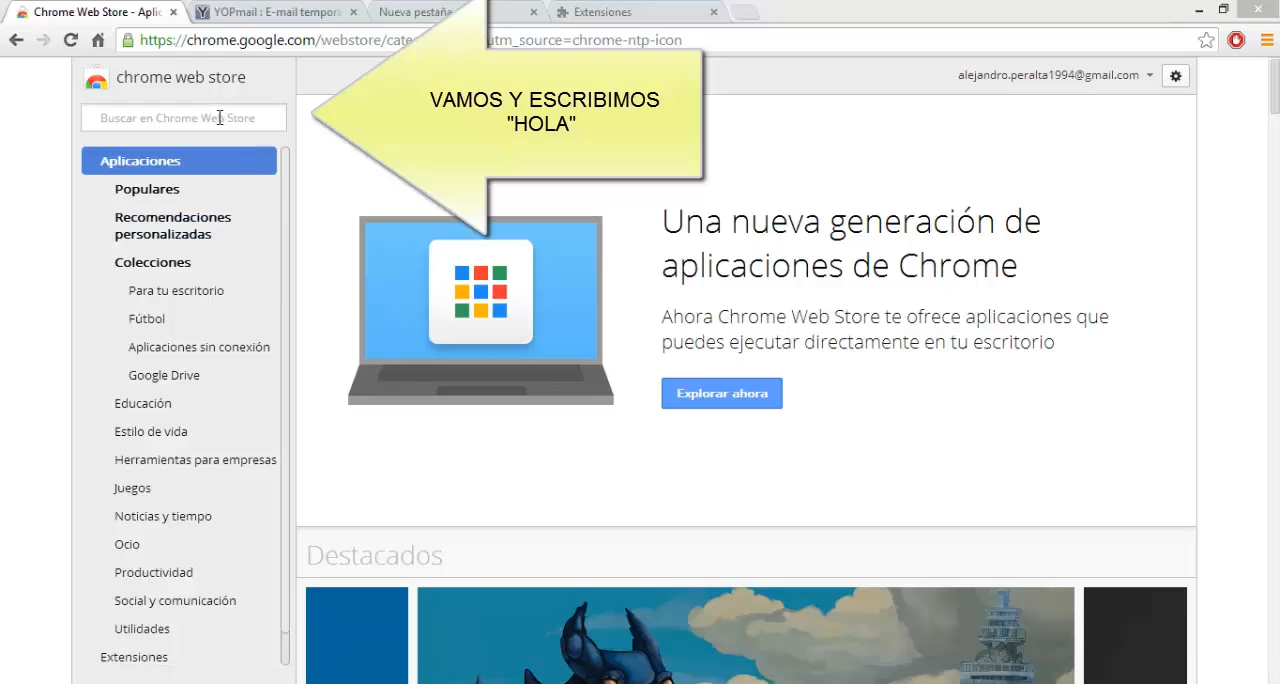 Chrome Web Store - Aplic
YOPmail : E-mail tempora
Nueva pestaña
Extensiones
https://chrome.google.com/webstore/cate
utm_source=chrome-ntp-icon
chrome web store
alejandro.peralta1994@gmail.com
Buscar en Chrome Web Store
VAMOS Y ESCRIBIMOS
"HOLA"
Aplicaciones
Populares
Recomendaciones
personalizadas
Colecciones
Para tu escritorio
Fútbol
Aplicaciones sin conexión
Google Drive
Educación
Estilo de vida
Herramientas para empresas
Juegos
Noticias y tiempo
Ocio
Productividad
Social y comunicación
Utilidades
Extensiones
Una nueva generación de
aplicaciones de Chrome
Ahora Chrome Web Store te ofrece aplicaciones que
puedes ejecutar directamente en tu escritorio
Explorar ahora
Destacados